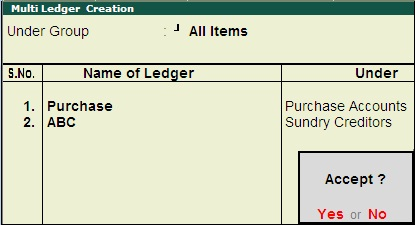 Multi Ledger Creation
Under Group : ┘ All Items
S.No. Name of Ledger Under
1. Purchase Purchase Accounts
2. ABC Sundry Creditors
Accept ?
Yes or No